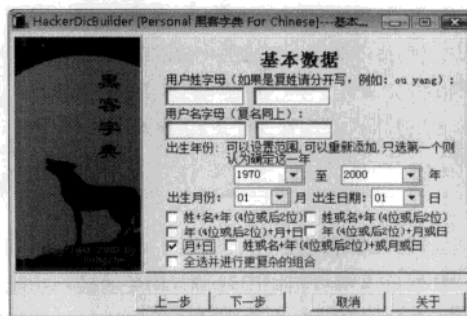 HackerDicBuilder [Personal 黑客字典 For Chinese]---基本...
黑客字典
基本数据
用户姓字母(如果是复姓请分开写,例如: ou yang):
用户名字母(复名同上):
出生年份: 可以设置范围,可以重新添加,只选第一个则
认为确定这一年
1970 至 2000 年
出生月份: 01 月 出生日期: 01 日
姓+名+年(4位或后2位) 姓或名+年(4位或后2位)
年(4位或后2位)+月+日 年(4位或后2位)+月或日
月+日 姓或名+年(4位或后2位)+或月或日
全选并进行更复杂的组合
上一步 下一步 取消 关于